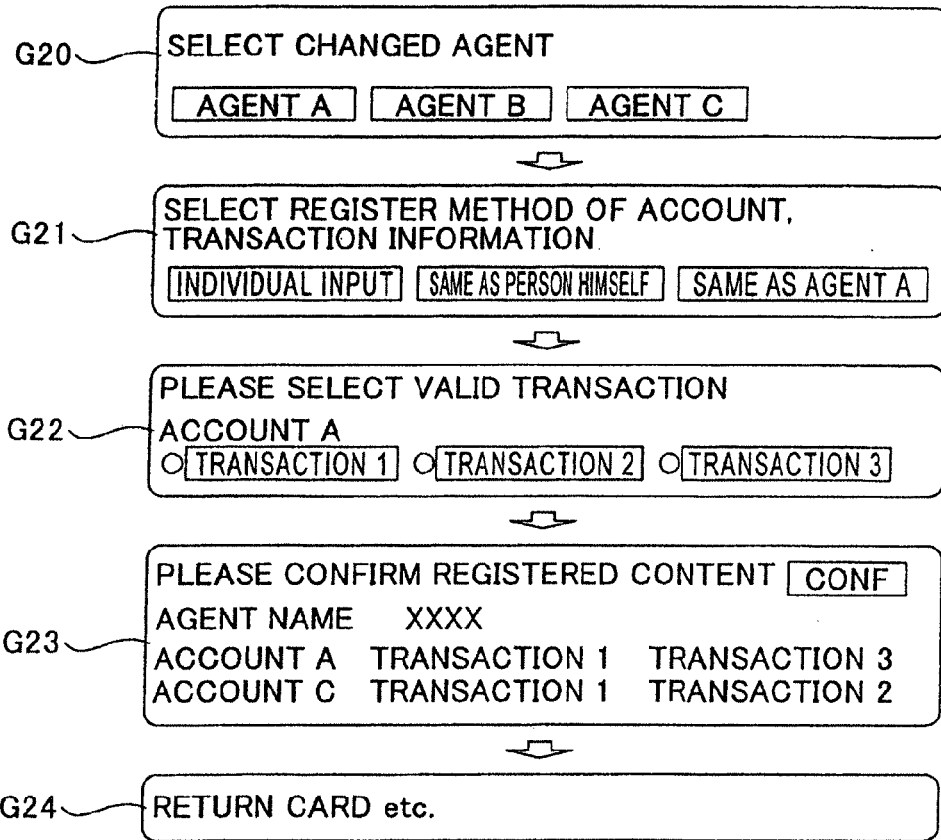 G20
SELECT CHANGED AGENT
AGENT A AGENT B AGENT C
G21
SELECT REGISTER METHOD OF ACCOUNT,
TRANSACTION INFORMATION
INDIVIDUAL INPUT SAME AS PERSON HIMSELF SAME AS AGENT A
G22
PLEASE SELECT VALID TRANSACTION
ACCOUNT A
TRANSACTION 1 TRANSACTION 2 TRANSACTION 3
G23
PLEASE CONFIRM REGISTERED CONTENT CONF
AGENT NAME XXXX
ACCOUNT A TRANSACTION 1 TRANSACTION 3
ACCOUNT C TRANSACTION 1 TRANSACTION 2
G24
RETURN CARD etc.